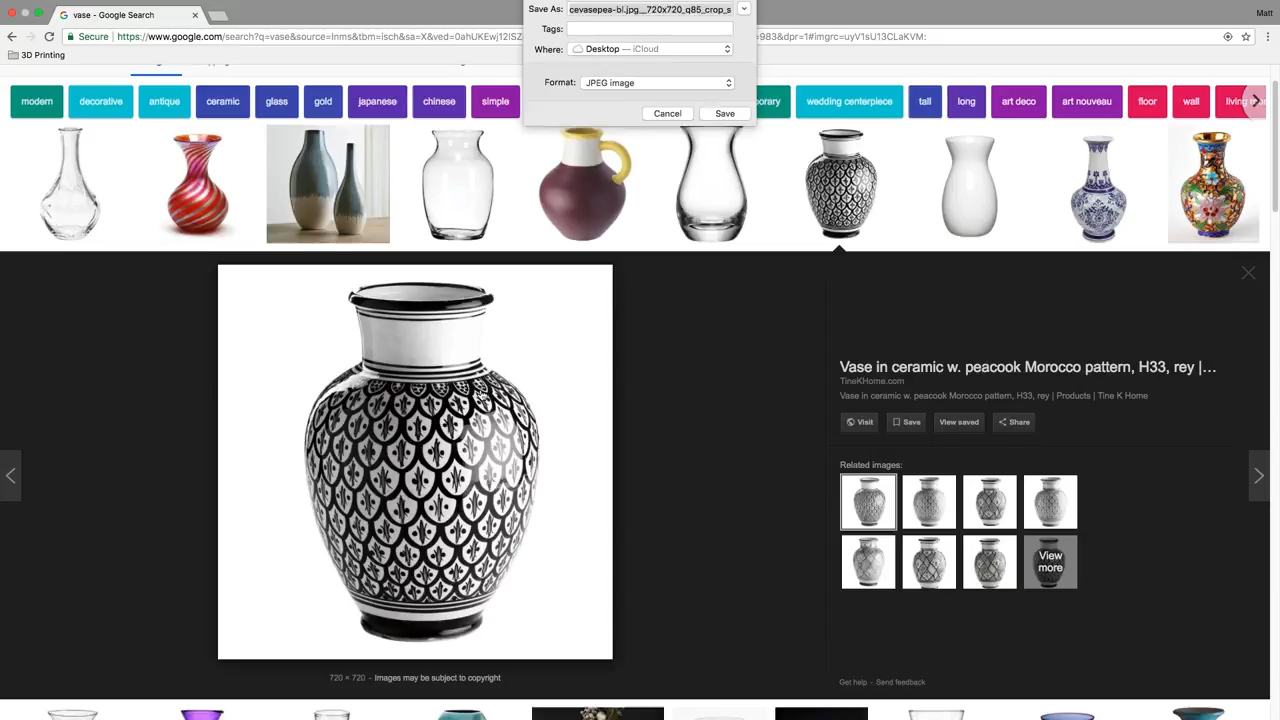 vase - Google Search
Matt
Save As: cevasepea-bl.jpg__720x720_q85_crop_s
Secure | https://www.google.com/search?q=vase&source=lnms&tbm=isch&sa=X&ved=0ahUKEwj12ISZ
=983&dpr=1#imgrc=uyV1sU13CLaKVM:
Tags:
3D Printing
Where: Desktop — iCloud
Format: JPEG image
Cancel Save
modern decorative antique ceramic glass gold japanese chinese simple
wedding centerpiece tall long art deco art nouveau floor wall
Vase in ceramic w. peacook Morocco pattern, H33, rey |...
TineKHome.com
Vase in ceramic w. peacook Morocco pattern, H33, rey | Products | Tine K Home
Visit Save View saved Share
Related images:
View
more
720 × 720 - Images may be subject to copyright
Get help - Send feedback